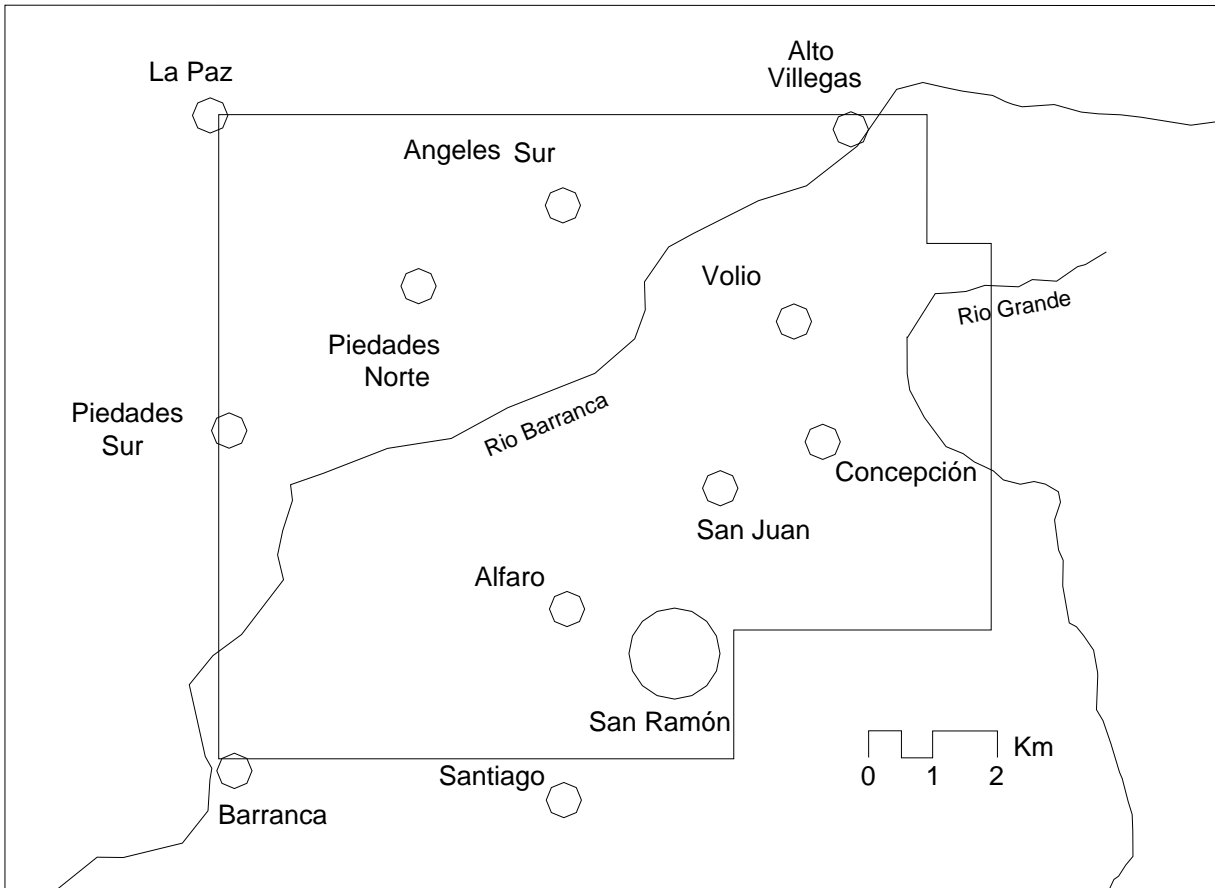 La Paz
Alto
Villegas
Angeles Sur
Volio
Rio Grande
Piedades
Norte
Piedades
Sur
Rio Barranca
Concepción
San Juan
Alfaro
San Ramón
Km
0 1 2
Santiago
Barranca